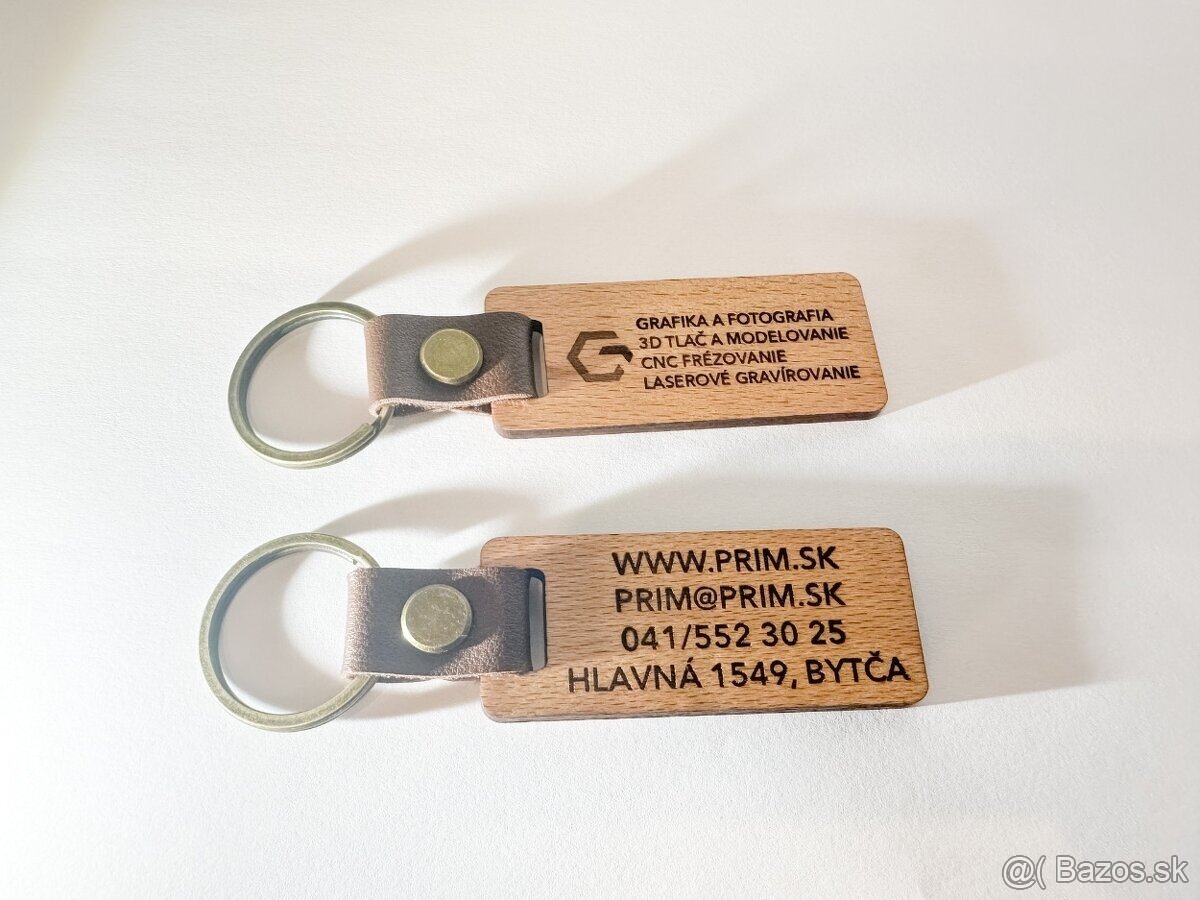 GRAFIKA A FOTOGRAFIA
3D TLAČ A MODELOVANIE
CNC FRÉZOVANIE
LASEROVÉ GRAVÍROVANIE
WWW.PRIM.SK
PRIM@PRIM.SK
041/552 30 25
HLAVNÁ 1549, BYTČA
@( Bazos.sk